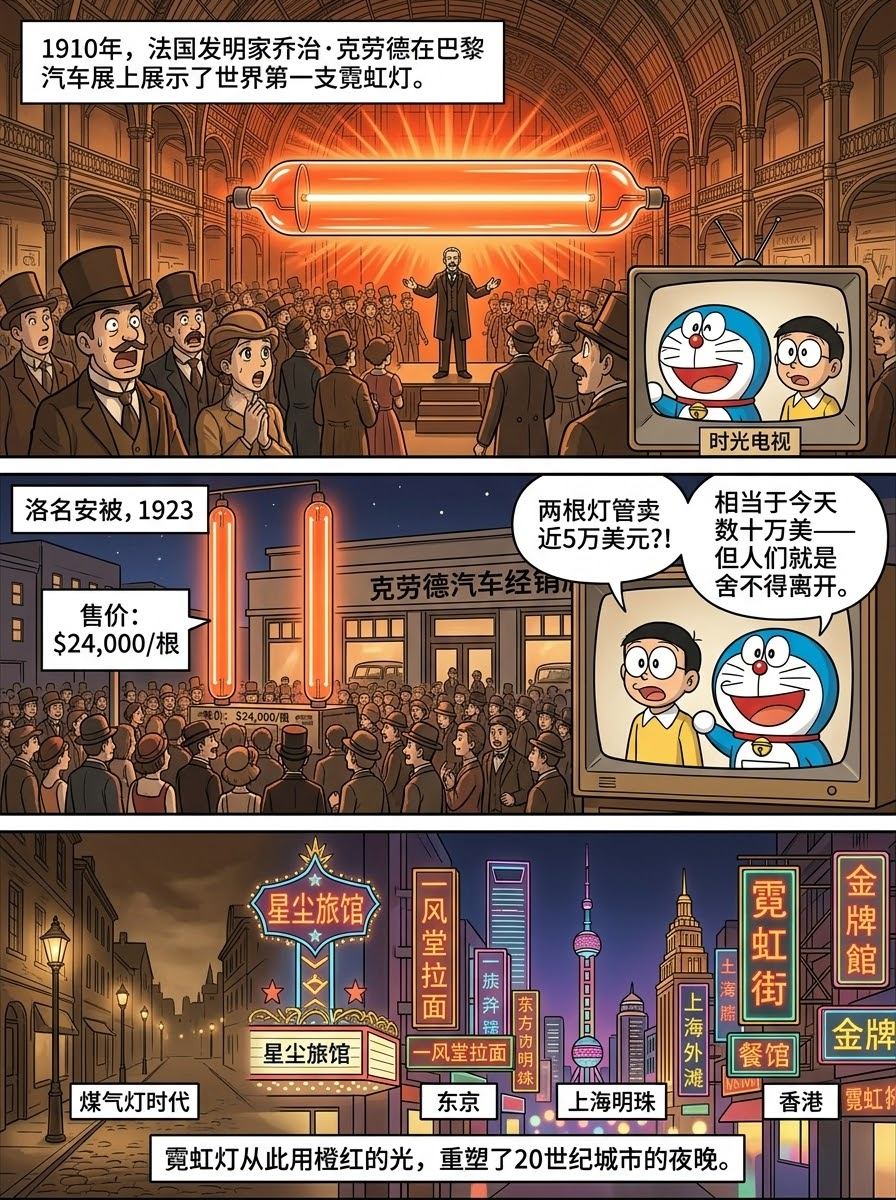 1910年，法国发明家乔治·克劳德在巴黎
汽车展上展示了世界第一支霓虹灯。
时光电视
洛名安被，1923
售价：
$24,000/根
克劳德汽车经销
$24,000/根
两根灯管卖
近5万美元?!
相当于今天
数十万美——
但人们就是
舍不得离开。
星尘旅馆
星尘旅馆
一风堂拉面
一风堂拉面
东方明珠
上海外滩
霓虹街
餐馆
金牌館
金牌
霓虹
煤气灯时代
东京
上海明珠
香港
霓虹灯从此用橙红的光，重塑了20世纪城市的夜晚。